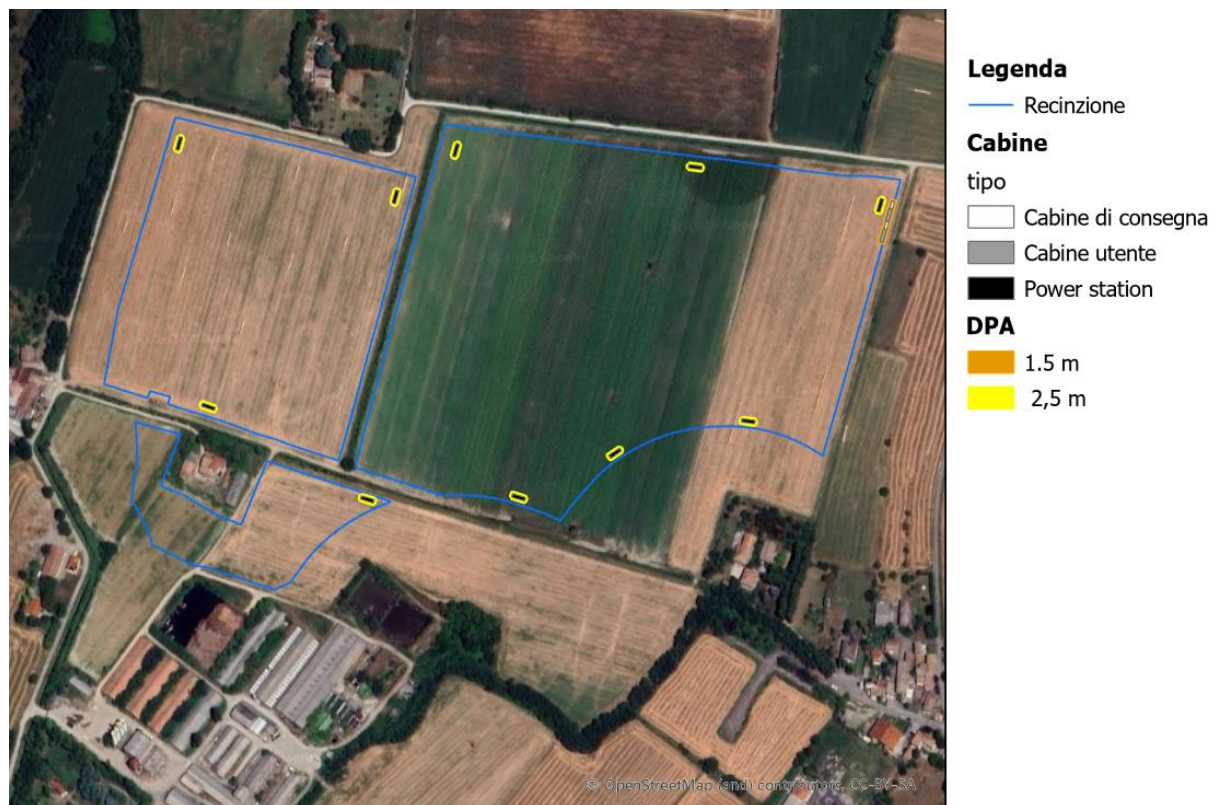 Legenda
Recinzione
Cabine
tipo
Cabine di consegna
Cabine utente
Power station
DPA
1.5 m
2,5 m
© OpenStreetMap (and) contributors, CC-BY-SA